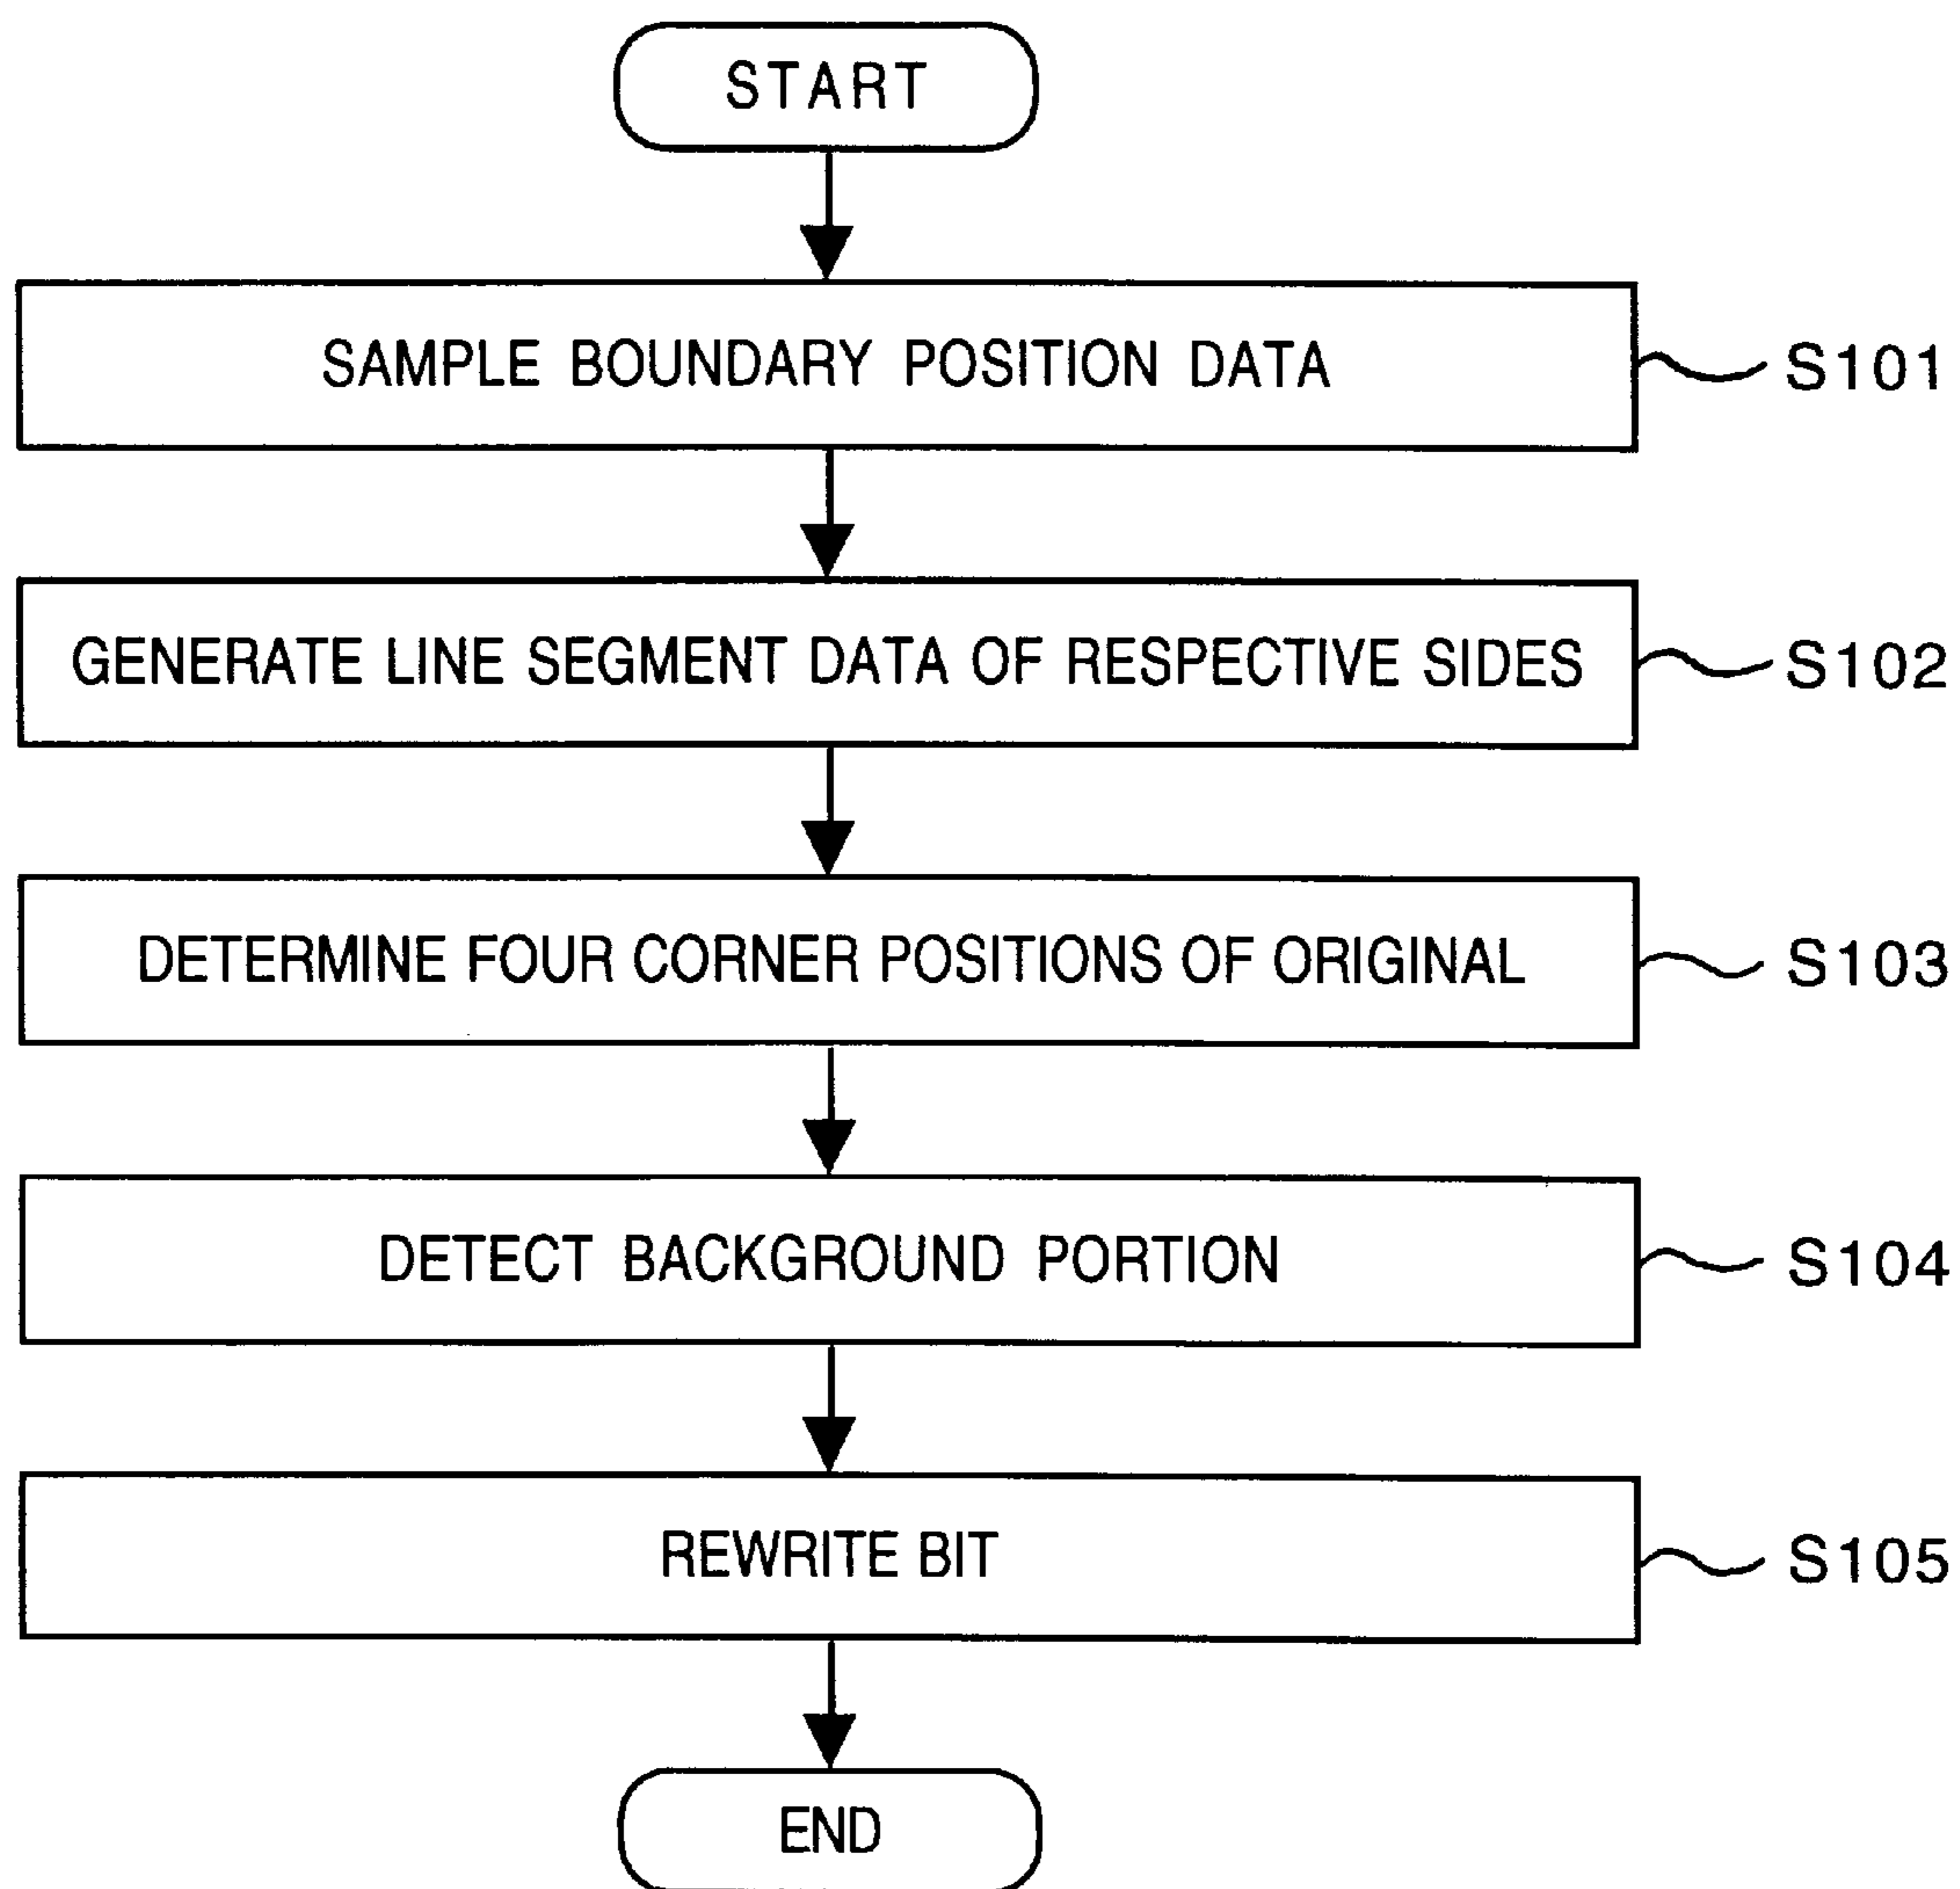 START
SAMPLE BOUNDARY POSITION DATA
S101
GENERATE LINE SEGMENT DATA OF RESPECTIVE SIDES
S102
DETERMINE FOUR CORNER POSITIONS OF ORIGINAL
S103
DETECT BACKGROUND PORTION
S104
REWRITE BIT
S105
END